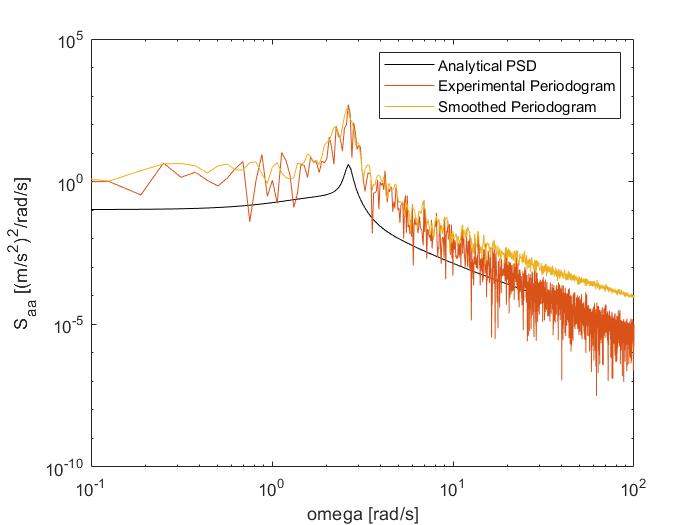 10^5
10^0
10^-5
10^-10
S_aa [(m/s^2)^2/rad/s]
Analytical PSD
Experimental Periodogram
Smoothed Periodogram
10^-1 10^0 10^1 10^2
omega [rad/s]